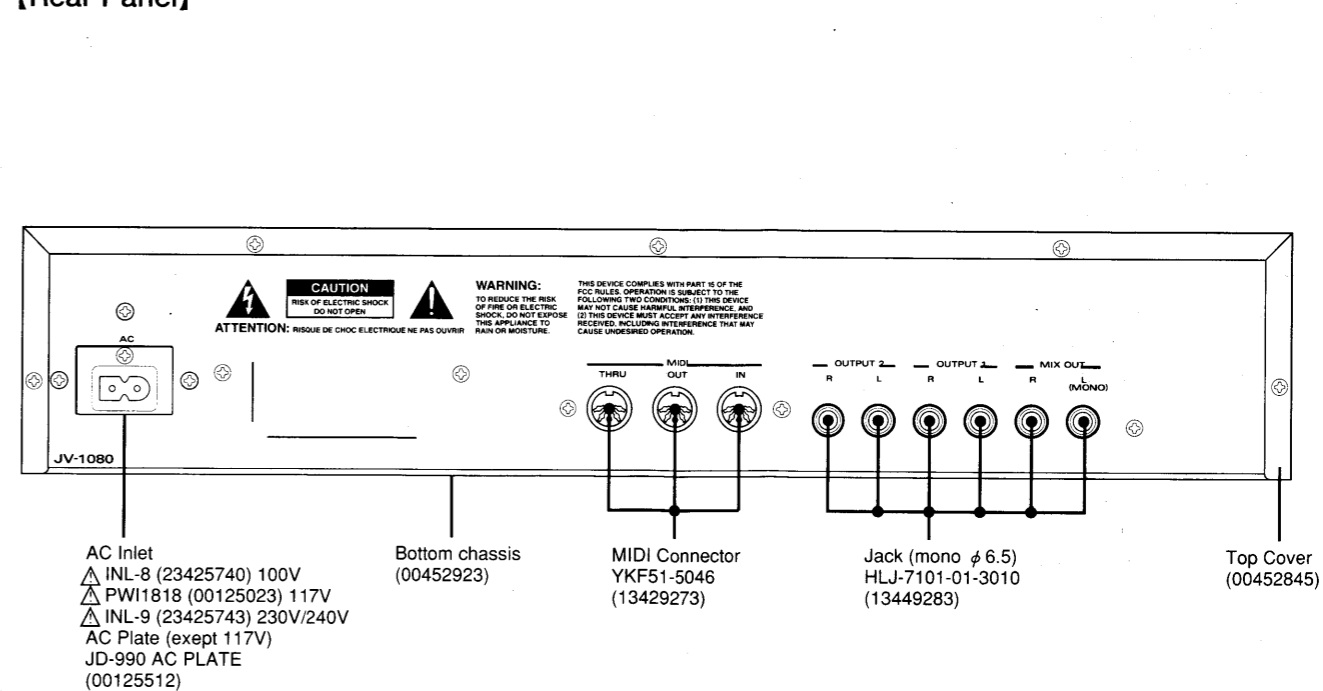 【Rear Panel】
CAUTION
RISK OF ELECTRIC SHOCK
DO NOT OPEN
ATTENTION: RISQUE DE CHOC ELECTRIQUE NE PAS OUVRIR
WARNING:
TO REDUCE THE RISK
OF FIRE OR ELECTRIC
SHOCK, DO NOT EXPOSE
THIS APPLIANCE TO
RAIN OR MOISTURE.
THIS DEVICE COMPLIES WITH PART 15 OF THE
FCC RULES. OPERATION IS SUBJECT TO THE
FOLLOWING TWO CONDITIONS: (1) THIS DEVICE
MAY NOT CAUSE HARMFUL INTERFERENCE, AND
(2) THIS DEVICE MUST ACCEPT ANY INTERFERENCE
RECEIVED, INCLUDING INTERFERENCE THAT MAY
CAUSE UNDESIRED OPERATION.
AC
MIDI
THRU OUT IN
OUTPUT 2 OUTPUT 1 MIX OUT
R L R L R L
(MONO)
JV-1080
AC Inlet
INL-8 (23425740) 100V
PWI1818 (00125023) 117V
INL-9 (23425743) 230V/240V
AC Plate (exept 117V)
JD-990 AC PLATE
(00125512)
Bottom chassis
(00452923)
MIDI Connector
YKF51-5046
(13429273)
Jack (mono φ 6.5)
HLJ-7101-01-3010
(13449283)
Top Cover
(00452845)